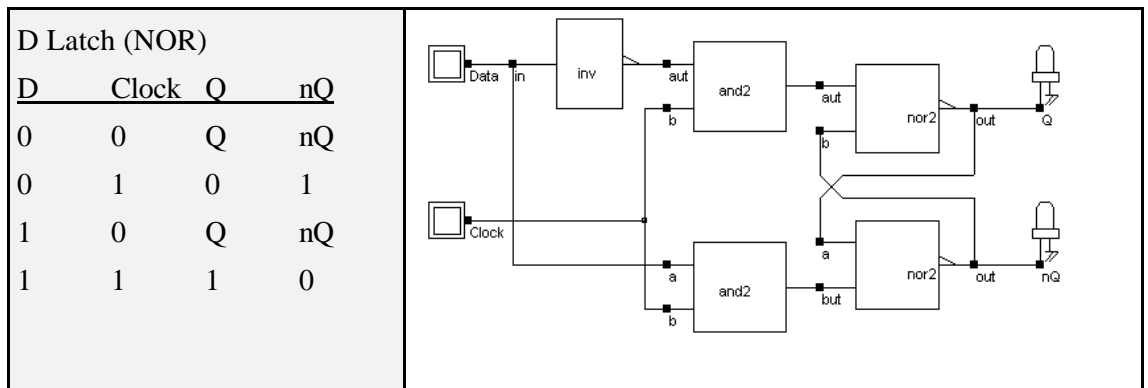 D Latch (NOR)
D Clock Q nQ
0 0 Q nQ
0 1 0 1
1 0 Q nQ
1 1 1 0
Data
in
inv
aut
b
and2
aut
b
nor2
out
Q
Clock
a
b
and2
a
but
nor2
out
nQ